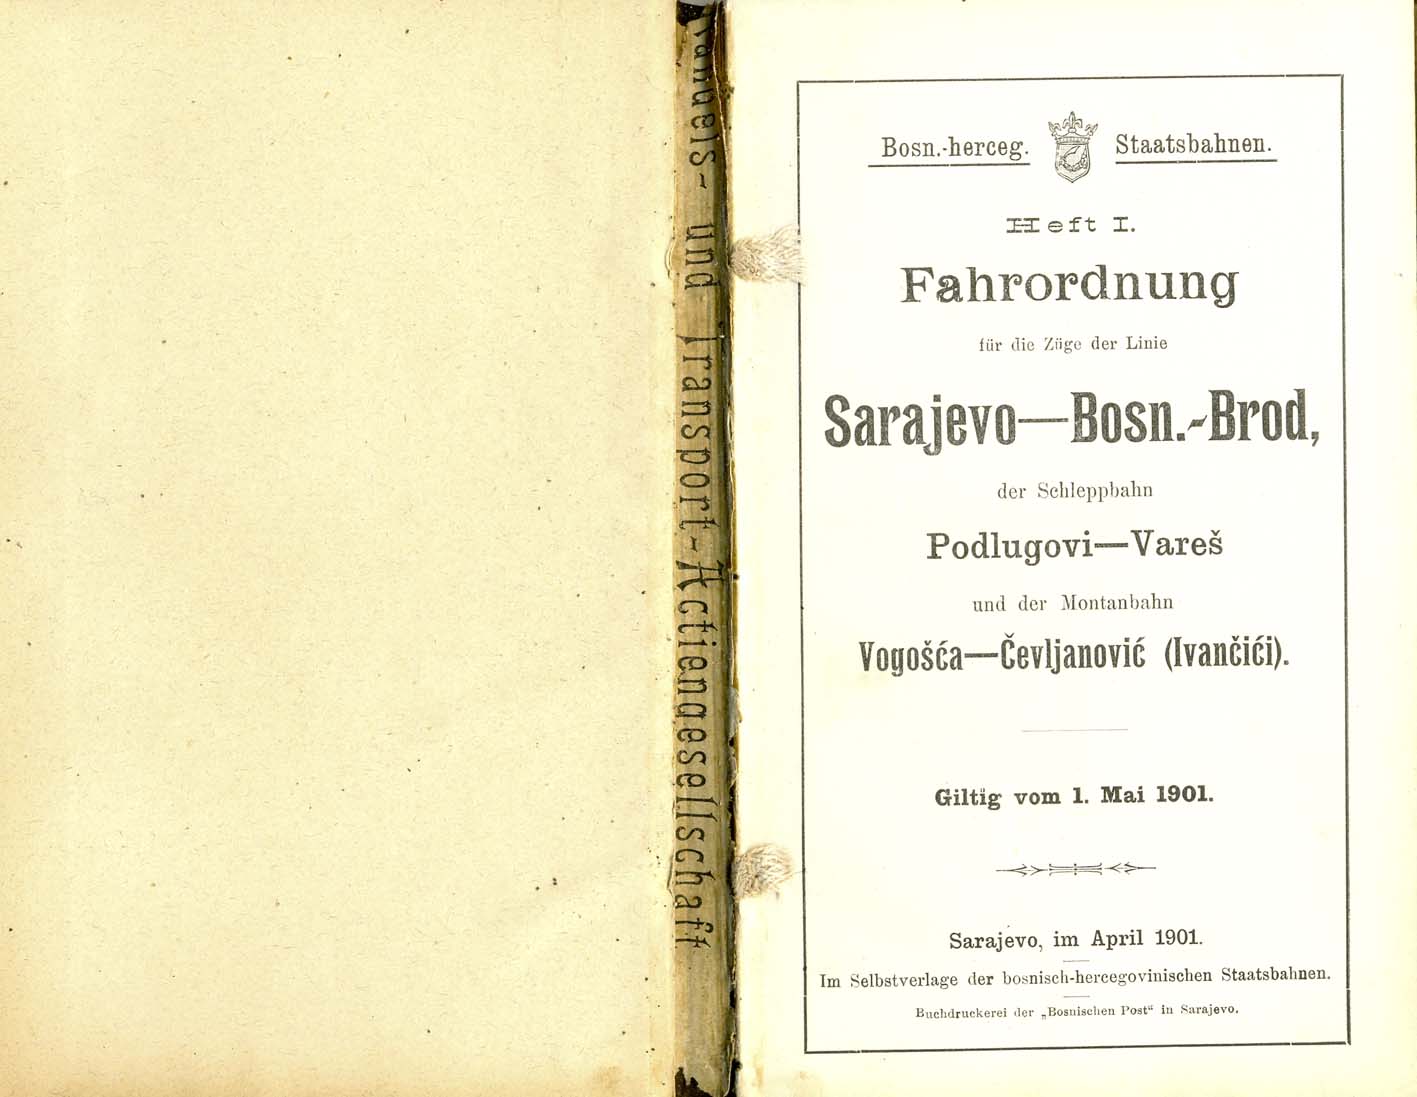 Handels- und Transport-Actiengesellschaft
Bosn.-herceg. Staatsbahnen.
Heft I.
Fahrordnung
für die Züge der Linie
Sarajevo—Bosn.-Brod,
der Schleppbahn
Podlugovi—Vareš
und der Montanbahn
Vogošća—Čevljanović (Ivančići).
Giltig vom 1. Mai 1901.
Sarajevo, im April 1901.
Im Selbstverlage der bosnisch-hercegovinischen Staatsbahnen.
Buchdruckerei der „Bosnischen Post“ in Sarajevo.